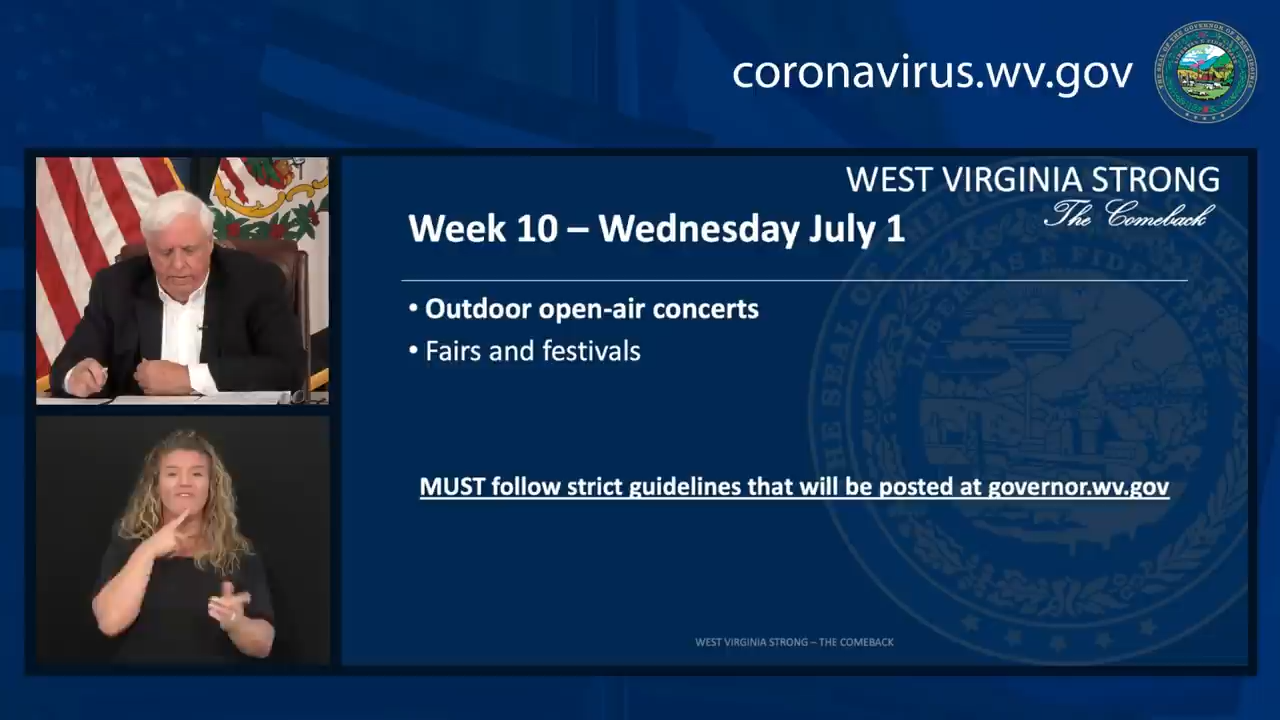 coronavirus.wv.gov
WEST VIRGINIA STRONG
The Comeback
Week 10 – Wednesday July 1
• Outdoor open-air concerts
• Fairs and festivals
MUST follow strict guidelines that will be posted at governor.wv.gov
WEST VIRGINIA STRONG – THE COMEBACK